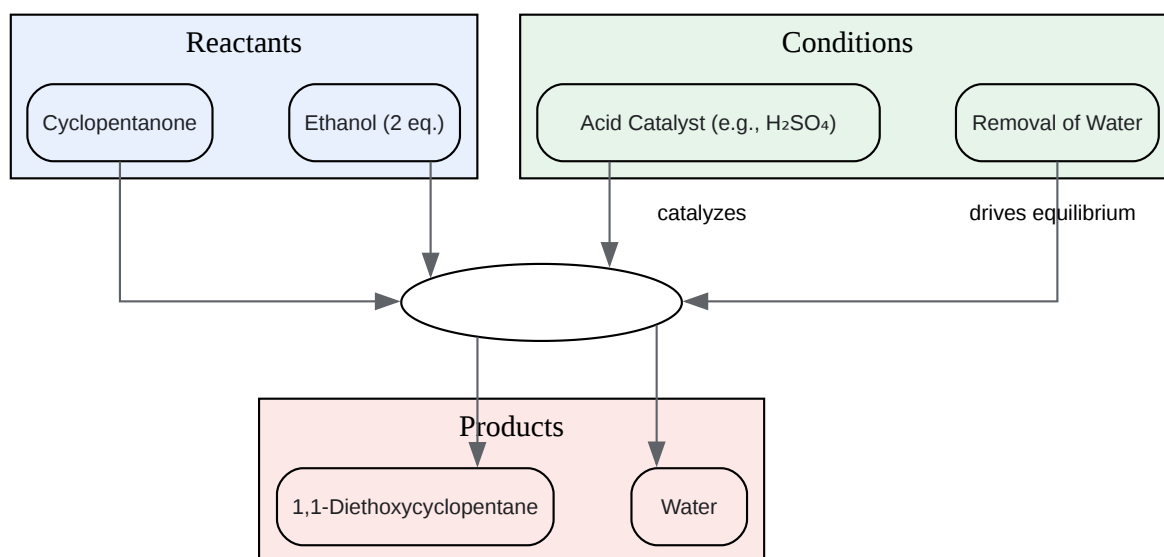 Reactants
Conditions
Cyclopentanone
Ethanol (2 eq.)
Acid Catalyst (e.g., H₂SO₄)
Removal of Water
catalyzes
drives equilibrium
Products
1,1-Diethoxycyclopentane
Water